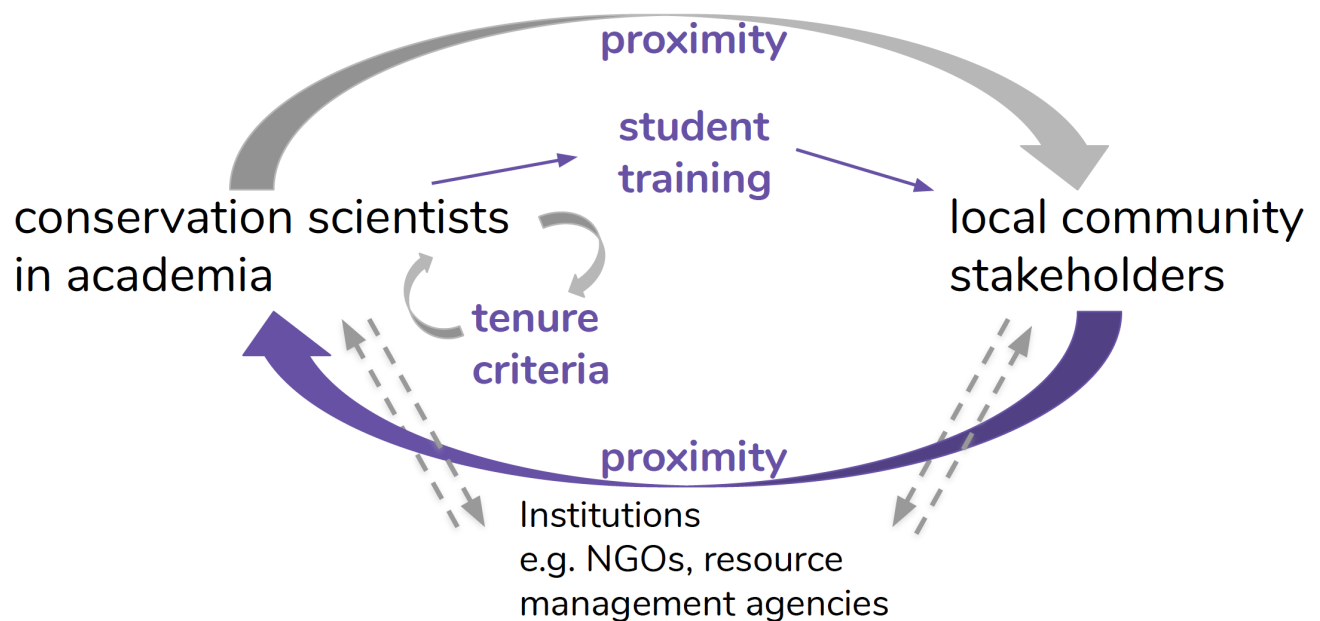 proximity
student
training
conservation scientists
in academia
local community
stakeholders
tenure
criteria
proximity
Institutions
e.g. NGOs, resource
management agencies